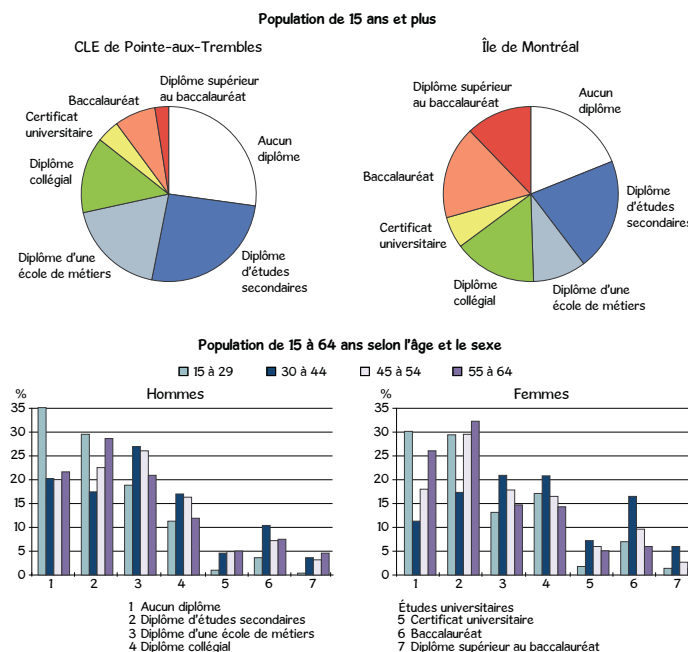 Population de 15 ans et plus
CLE de Pointe-aux-Trembles
Île de Montréal
Diplôme supérieur
au baccalauréat
Baccalauréat
Certificat
universitaire
Diplôme
collégial
Diplôme d'une
école de métiers
Aucun
diplôme
Diplôme
d'études
secondaires
Diplôme supérieur
au baccalauréat
Aucun
diplôme
Baccalauréat
Certificat
universitaire
Diplôme
collégial
Diplôme d'une
école de métiers
Diplôme
d'études
secondaires
Population de 15 à 64 ans selon l'âge et le sexe
15 à 29 30 à 44 45 à 54 55 à 64
% Hommes
35
30
25
20
15
10
5
0
1 2 3 4 5 6 7
% Femmes
35
30
25
20
15
10
5
0
1 2 3 4 5 6 7
1 Aucun diplôme
2 Diplôme d'études secondaires
3 Diplôme d'une école de métiers
4 Diplôme collégial
Études universitaires
5 Certificat universitaire
6 Baccalauréat
7 Diplôme supérieur au baccalauréat